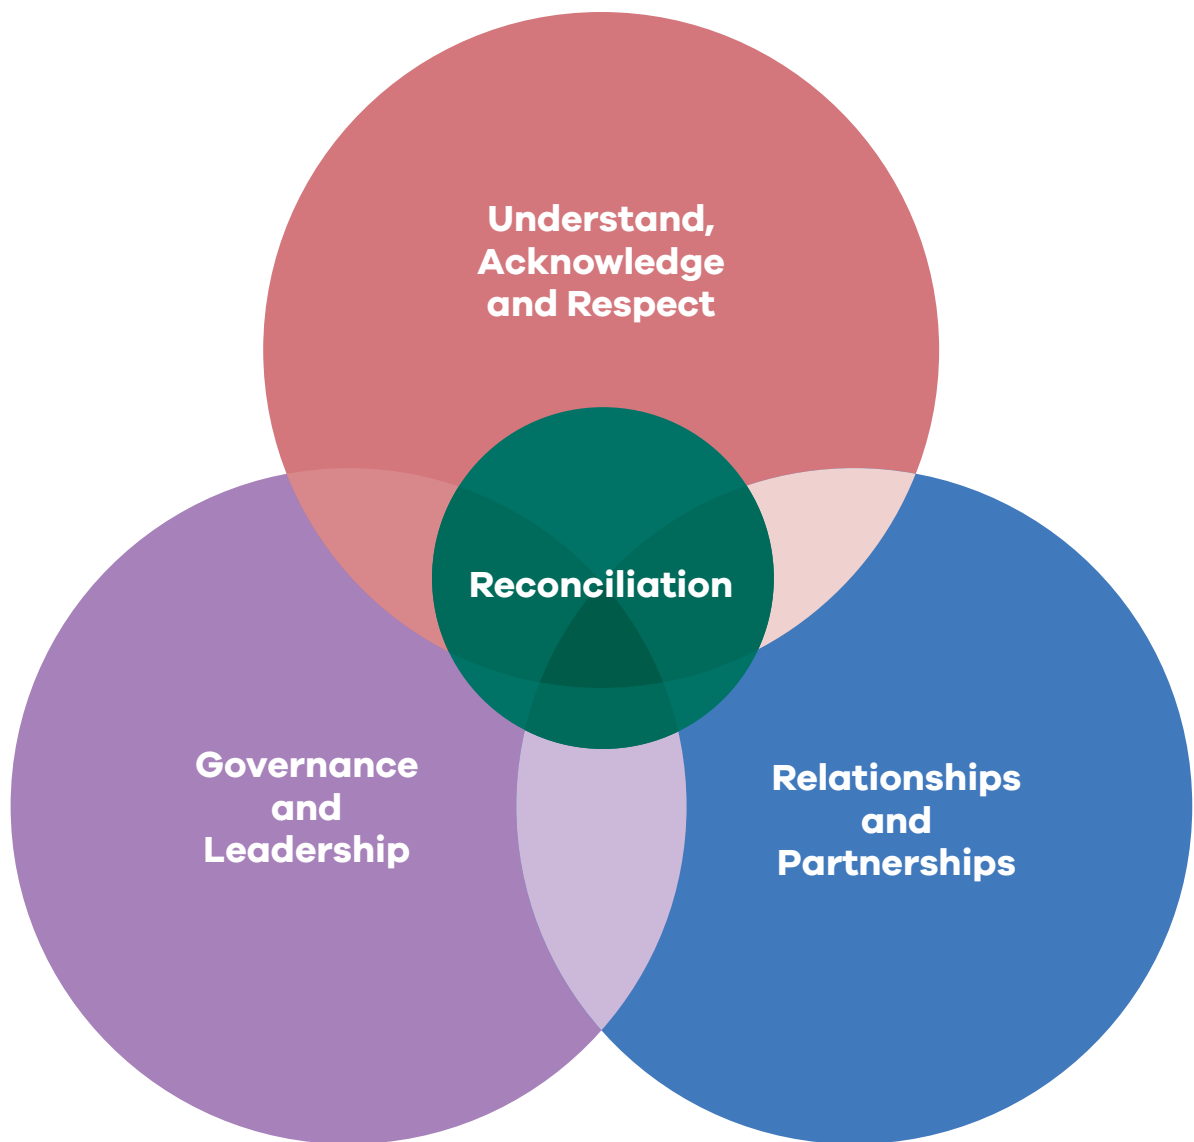 Understand,
Acknowledge
and Respect
Reconciliation
Governance
and
Leadership
Relationships
and
Partnerships